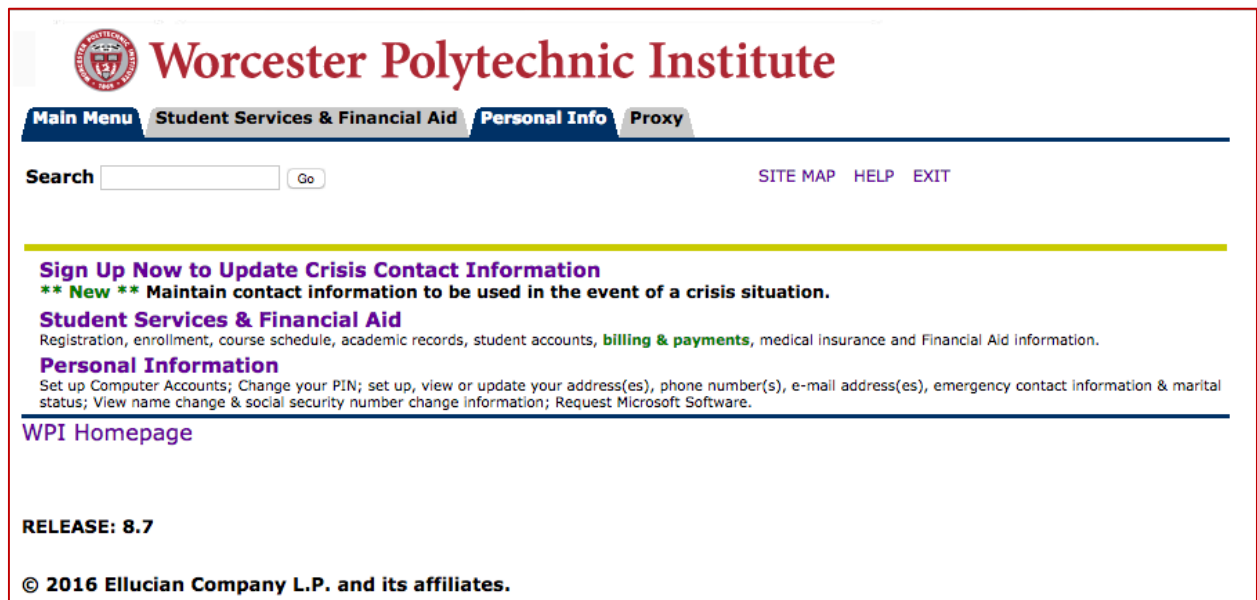 Worcester Polytechnic Institute
Main Menu Student Services & Financial Aid Personal Info Proxy
Search Go SITE MAP HELP EXIT
Sign Up Now to Update Crisis Contact Information
** New ** Maintain contact information to be used in the event of a crisis situation.
Student Services & Financial Aid
Registration, enrollment, course schedule, academic records, student accounts, billing & payments, medical insurance and Financial Aid information.
Personal Information
Set up Computer Accounts; Change your PIN; set up, view or update your address(es), phone number(s), e-mail address(es), emergency contact information & marital
status; View name change & social security number change information; Request Microsoft Software.
WPI Homepage
RELEASE: 8.7
© 2016 Ellucian Company L.P. and its affiliates.